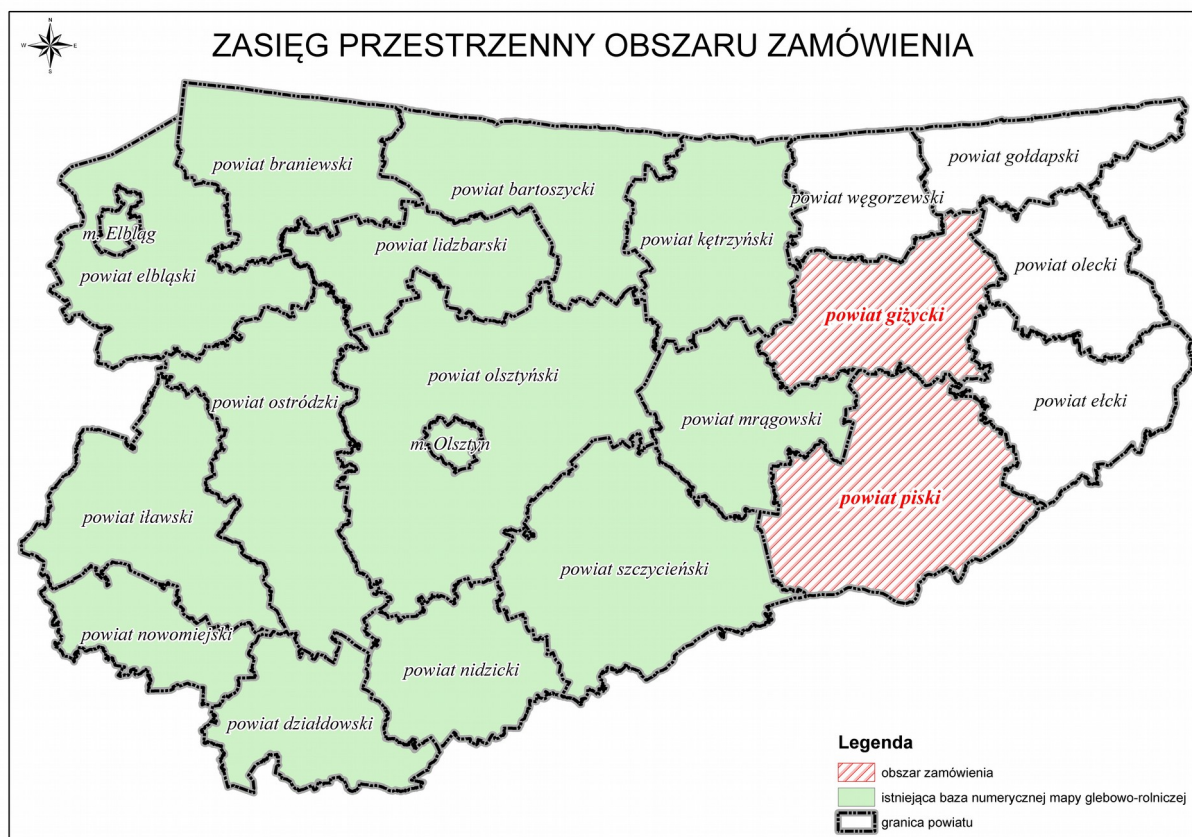 N
W E
S
ZASIĘG PRZESTRZENNY OBSZARU ZAMÓWIENIA
powiat braniewski
powiat gołdapski
powiat bartoszycki
powiat węgorzewski
m. Elbląg
powiat lidzbarski
powiat kętrzyński
powiat elbląski
powiat olecki
powiat giżycki
powiat olsztyński
powiat ostródzki
powiat ełcki
powiat mrągowski
m. Olsztyn
powiat piski
powiat iławski
powiat szczycieński
powiat nowomiejski
powiat nidzicki
powiat działdowski
Legenda
obszar zamówienia
istniejąca baza numerycznej mapy glebowo-rolniczej
granica powiatu